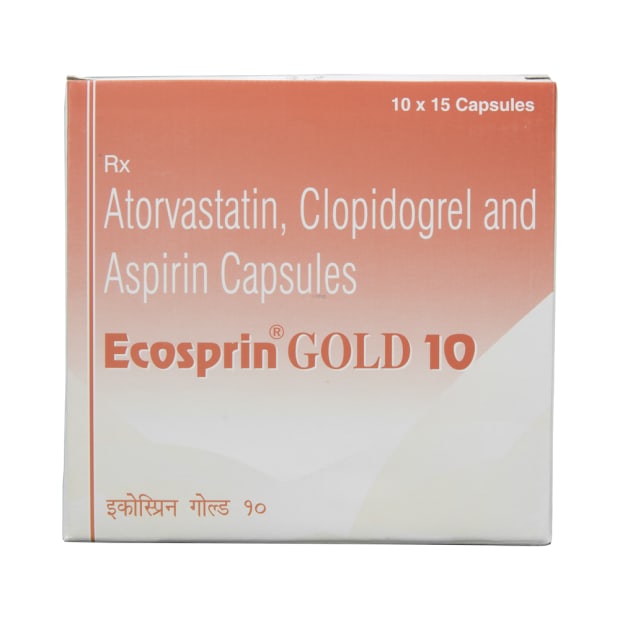 10 x 15 Capsules
Rx
Atorvastatin, Clopidogrel and
Aspirin Capsules
Ecosprin® GOLD 10
इकोस्प्रिन गोल्ड १०